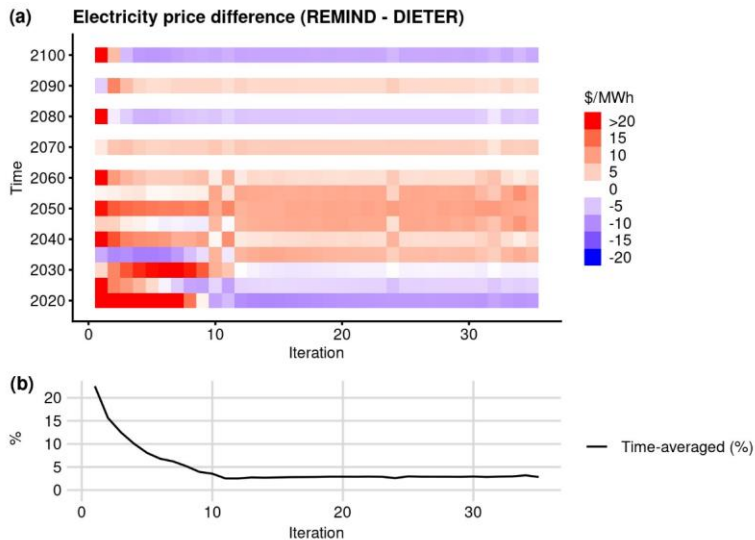 (a) Electricity price difference (REMIND - DIETER)
2100
2090
2080
2070
2060
2050
2040
2030
2020
Time
0 10 20 30
Iteration
$/MWh
>20
15
10
5
0
-5
-10
-15
-20
(b)
20
15
10
5
0
%
0 10 20 30
Iteration
Time-averaged (%)